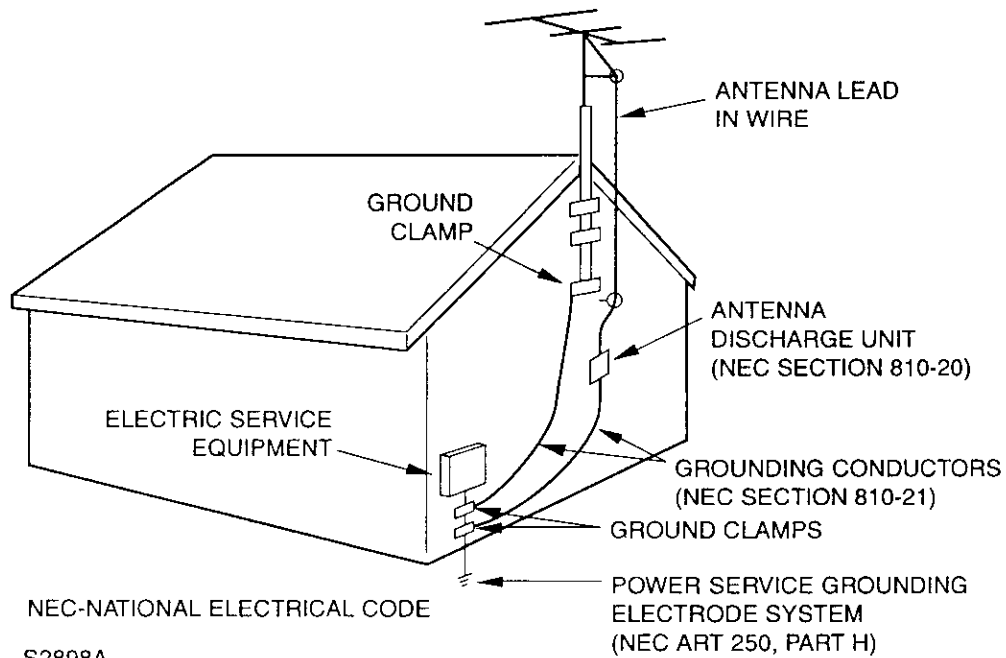 ANTENNA LEAD
IN WIRE
GROUND
CLAMP
ANTENNA
DISCHARGE UNIT
(NEC SECTION 810-20)
ELECTRIC SERVICE
EQUIPMENT
GROUNDING CONDUCTORS
(NEC SECTION 810-21)
GROUND CLAMPS
POWER SERVICE GROUNDING
ELECTRODE SYSTEM
(NEC ART 250, PART H)
NEC-NATIONAL ELECTRICAL CODE
S2898A